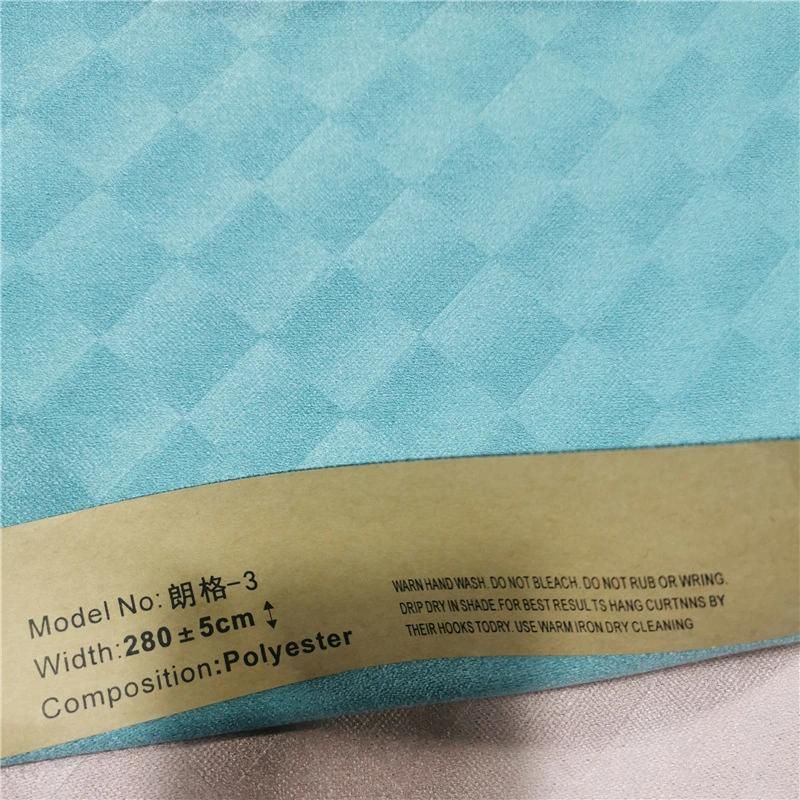 Model No: 朗格-3
Width:280±5cm↕
Composition:Polyester
WARN HAND WASH. DO NOT BLEACH. DO NOT RUB OR WRING.
DRIP DRY IN SHADE.FOR BEST RESULTS HANG CURTNNS BY
THEIR HOOKS TODRY. USE WARM IRON DRY CLEANING